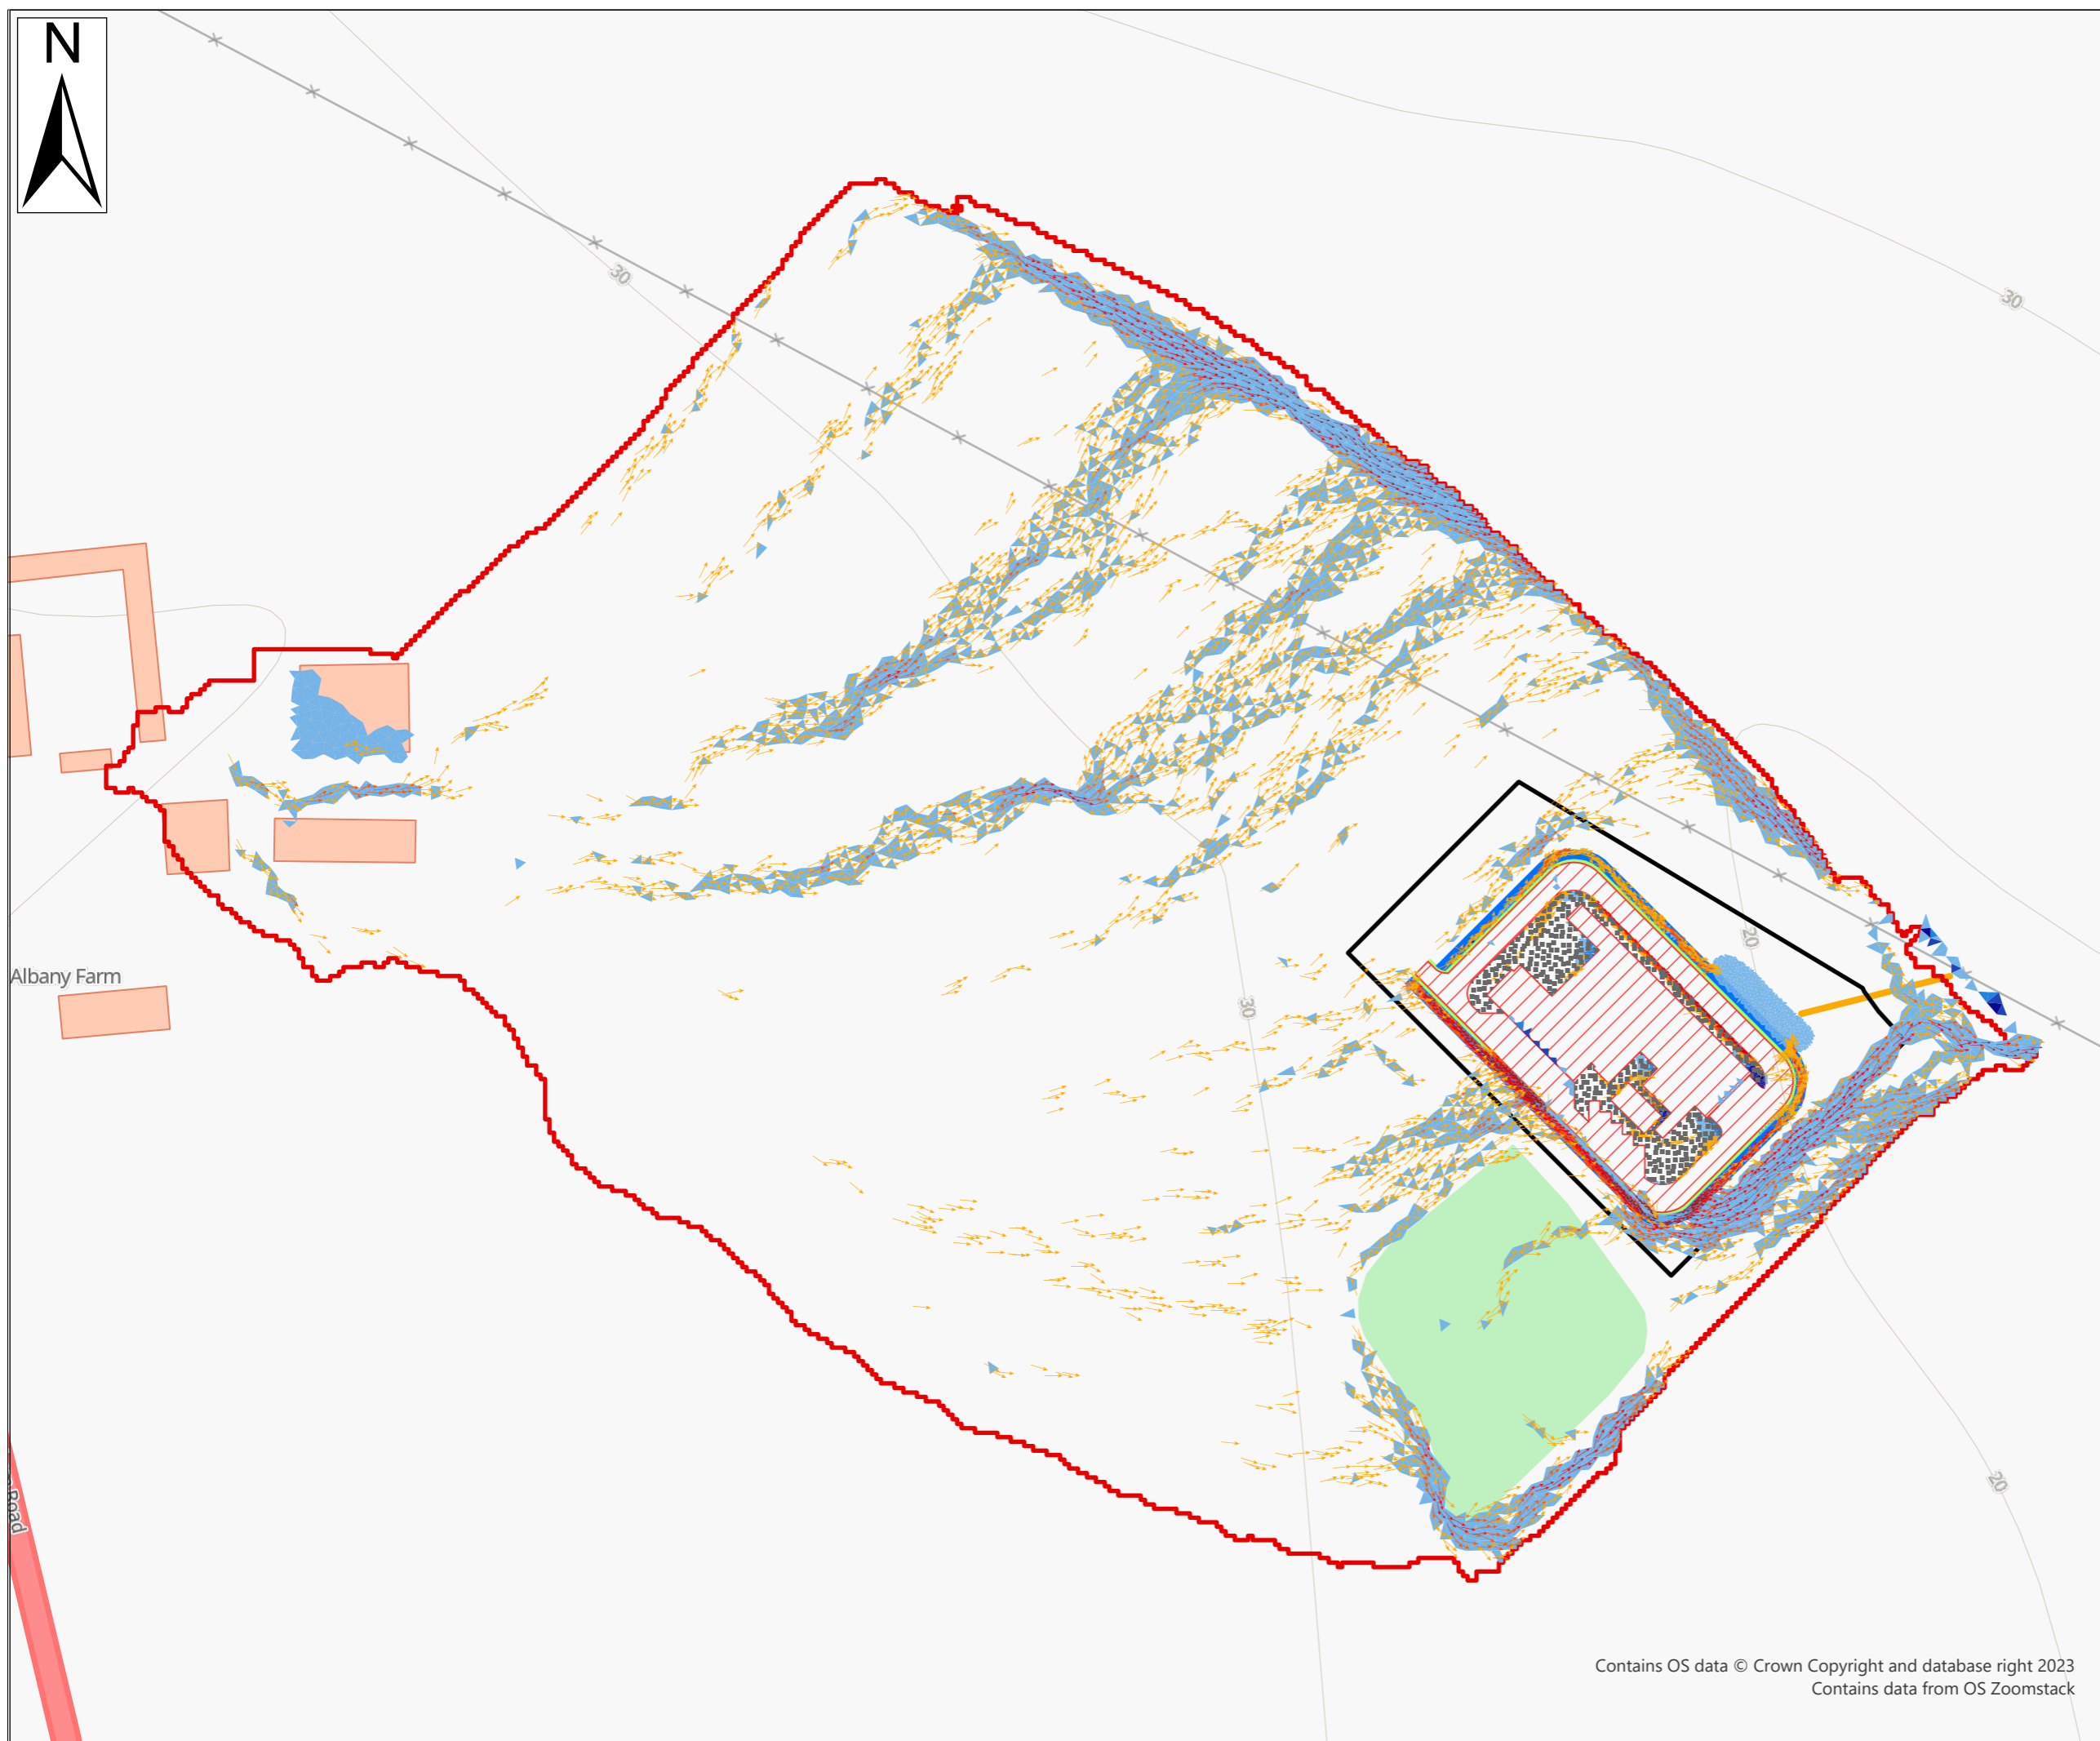 N
30
30
20
Albany Farm
30
20
Road
Contains OS data © Crown Copyright and database right 2023
Contains data from OS Zoomstack